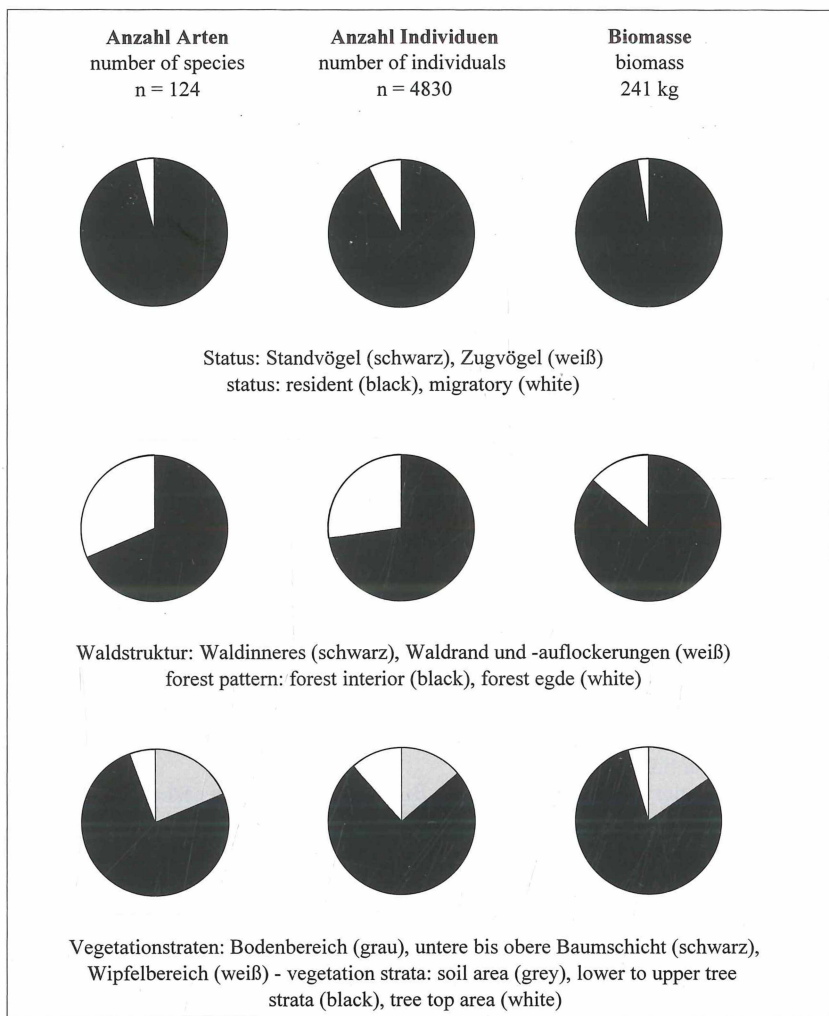 Anzahl Arten Anzahl Individuen Biomasse
number of species number of individuals biomass
n = 124 n = 4830 241 kg
Status: Standvögel (schwarz), Zugvögel (weiß)
status: resident (black), migratory (white)
Waldstruktur: Waldinneres (schwarz), Waldrand und -auflockerungen (weiß)
forest pattern: forest interior (black), forest egde (white)
Vegetationstraten: Bodenbereich (grau), untere bis obere Baumschicht (schwarz),
Wipfelbereich (weiß) - vegetation strata: soil area (grey), lower to upper tree
strata (black), tree top area (white)